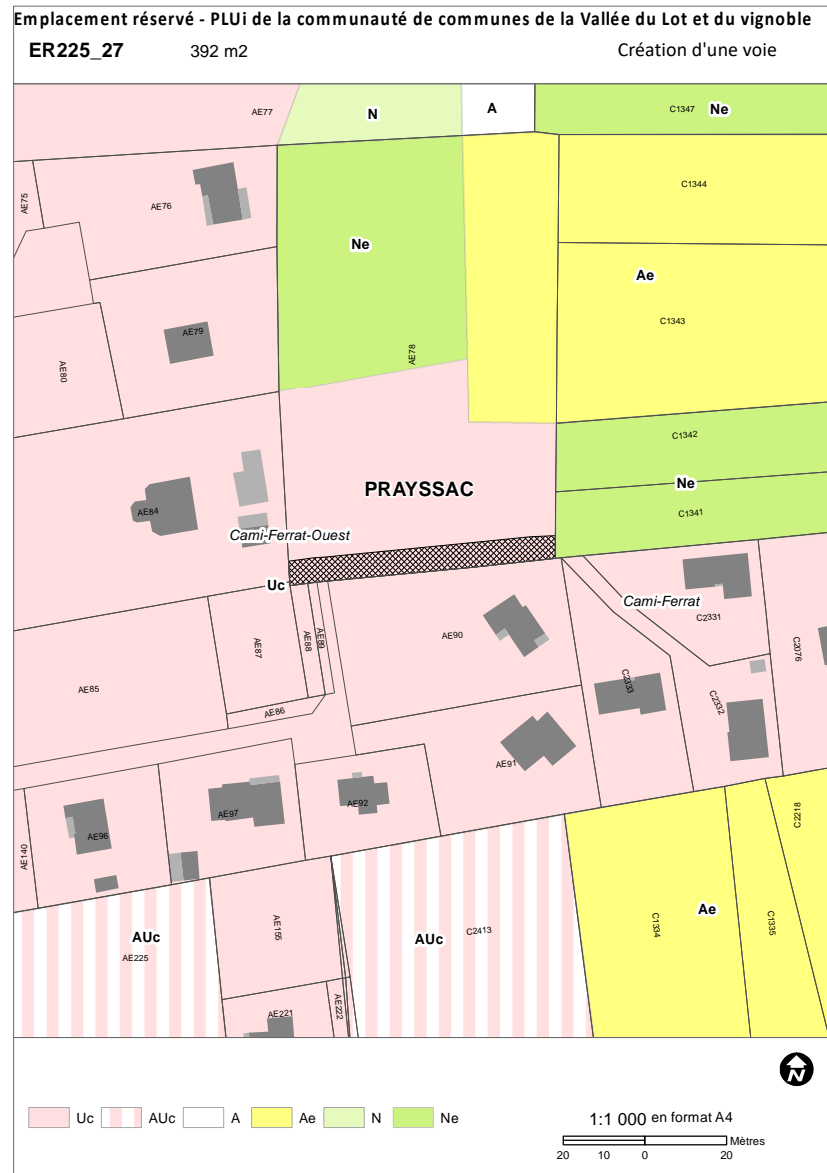 Emplacement réservé - PLUi de la communauté de communes de la Vallée du Lot et du vignoble
ER225_27 392 m2 Création d'une voie
AE77 N A C1347 Ne
AE75 AE76 C1344
Ne
Ae
AE79 AE78 C1343
AE80
C1342
PRAYSSAC Ne
AE84 C1341
Cami-Ferrat-Ouest
Uc
Cami-Ferrat
C2331
AE87 AE88 AE89 AE90 C2076
AE85 C2333 C2332
AE86
AE91
AE92
AE97
AE96 C2218
AE140
AE155 C1334 Ae C1335
AUc AUc C2413
AE225
AE221 AE222
N
Uc AUc A Ae N Ne
1:1 000 en format A4
Mètres
20 10 0 20